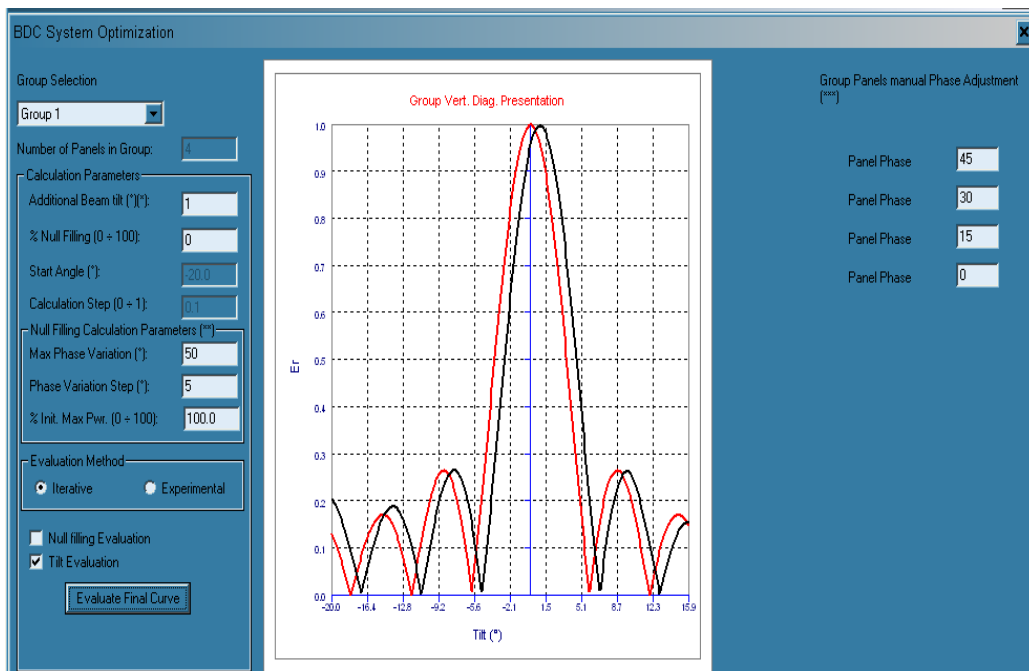 BDC System Optimization
Group Selection
Group 1
Number of Panels in Group: 4
Calculation Parameters
Additional Beam tilt (°)(*): 1
% Null Filling (0 ÷ 100): 0
Start Angle (°): -20.0
Calculation Step (0 ÷ 1): 0.1
Null Filling Calculation Parameters (**)
Max Phase Variation (°): 50
Phase Variation Step (°): 5
% Init. Max Pwr. (0 ÷ 100): 100.0
Evaluation Method
Iterative Experimental
Null filling Evaluation
Tilt Evaluation
Evaluate Final Curve
Group Vert. Diag. Presentation
1.0
0.9
0.8
0.7
0.6
0.5
0.4
0.3
0.2
0.1
0.0
Er
-20.0 -16.4 -12.8 -9.2 -5.6 -2.1 1.5 5.1 8.7 12.3 15.9
Tilt (°)
Group Panels manual Phase Adjustment
(***)
Panel Phase 45
Panel Phase 30
Panel Phase 15
Panel Phase 0